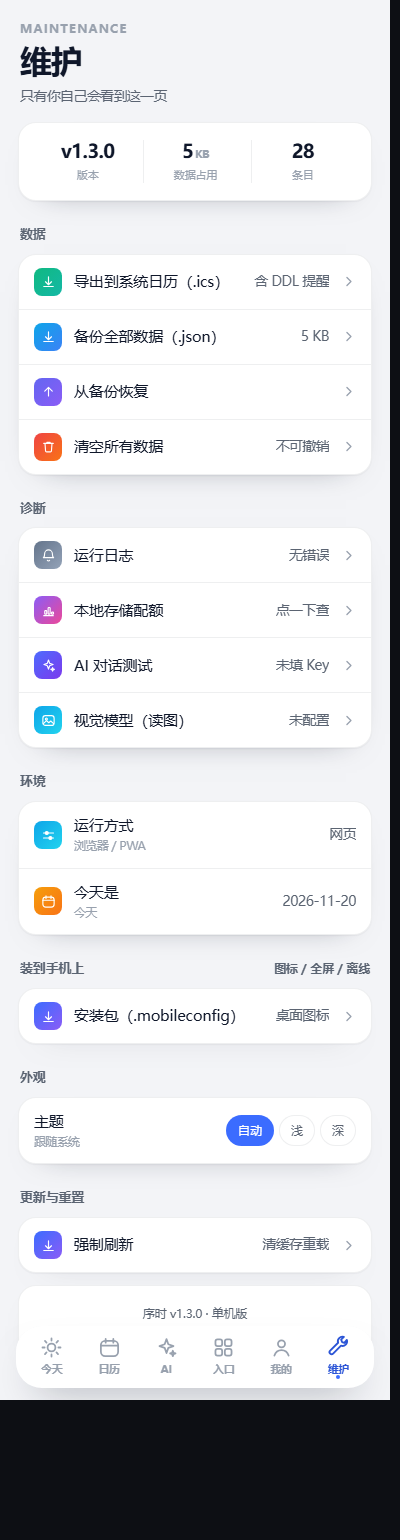 MAINTENANCE
维护
只有你自己会看到这一页
v1.3.0 5 KB 28
版本 数据占用 条目
数据
导出到系统日历（.ics） 含 DDL 提醒
备份全部数据（.json） 5 KB
从备份恢复
清空所有数据 不可撤销
诊断
运行日志 无错误
本地存储配额 点一下查
AI 对话测试 未填 Key
视觉模型（读图） 未配置
环境
运行方式 网页
浏览器 / PWA
今天是 2026-11-20
今天
装到手机上 图标 / 全屏 / 离线
安装包（.mobileconfig） 桌面图标
外观
主题 自动 浅 深
跟随系统
更新与重置
强制刷新 清缓存重载
序时 v1.3.0 · 单机版
今天 日历 AI 入口 我的 维护